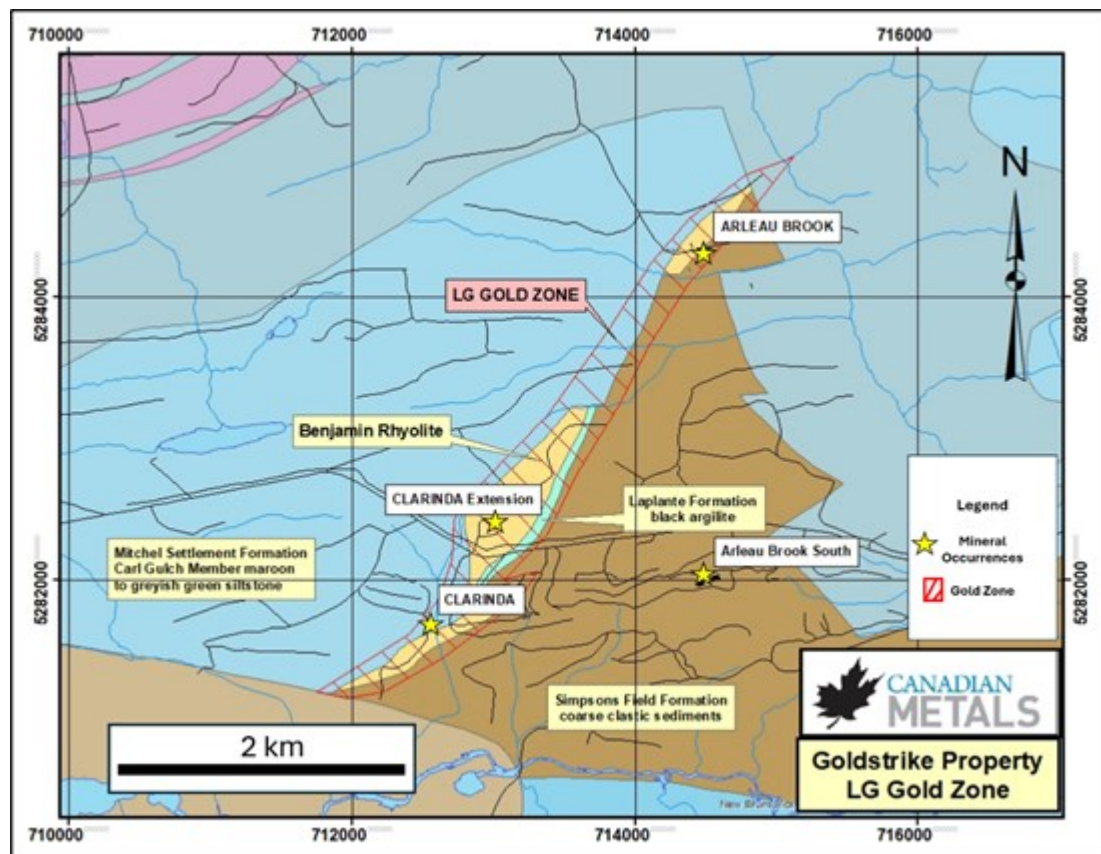 710000
712000
714000
716000
N
ARLEAU BROOK
LG GOLD ZONE
5284000
5284000
Benjamin Rhyolite
CLARINDA Extension
Laplante Formation
black argilite
Legend
Mineral
Occurrences
Gold Zone
Mitchel Settlement Formation
Carl Gulch Member maroon
to greyish green siltstone
Arleau Brook South
CLARINDA
5282000
5282000
Simpsons Field Formation
coarse clastic sediments
CANADIAN
METALS
2 km
Goldstrike Property
LG Gold Zone
710000
712000
714000
716000